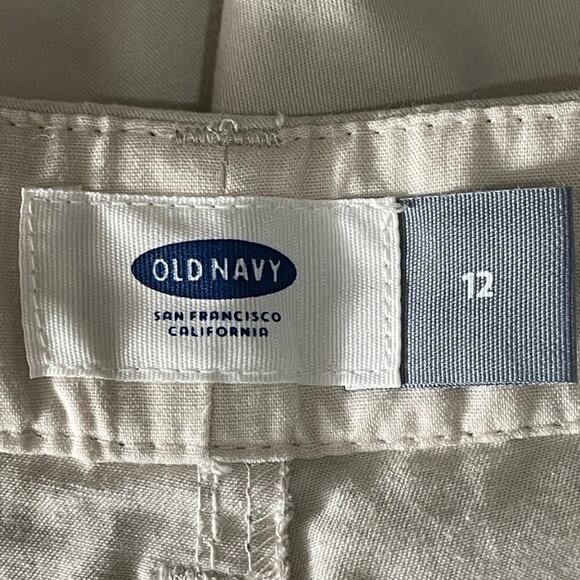 OLD NAVY
SAN FRANCISCO
CALIFORNIA
12